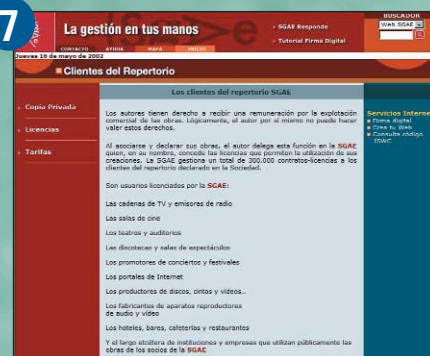 7
BUSCADOR
La gestión en tus manos
SGAE Responde
Web SGAE
Tutorial Firma Digital
CONTACTO AYUDA MAPA INICIO
Jueves 16 de mayo de 2002
Clientes del Repertorio
Los clientes del repertorio SGAE
Copia Privada
Licencias
Tarifas
Los autores tienen derecho a recibir una remuneración por la explotación
comercial de las obras. Lógicamente, el autor por si mismo no puede hacer
valer estos derechos.
Al asociarse y declarar sus obras, el autor delega esta función en la SGAE
quien, en su nombre, concede las licencias que permiten la utilización de sus
creaciones. La SGAE gestiona un total de 300.000 contratos-licencias a los
clientes del repertorio declarado en la Sociedad.
Son usuarios licenciados por la SGAE:
Las cadenas de TV y emisoras de radio
Las salas de cine
Los teatros y auditorios
Las discotecas y salas de espectáculos
Los promotores de conciertos y festivales
Los portales de Internet
Los productores de discos, cintas y vídeos..
Los fabricantes de aparatos reproductores
de audio y vídeo
Los hoteles, bares, cafeterías y restaurantes
Y el largo etcétera de instituciones y empresas que utilizan públicamente las
obras de los socios de la SGAE
Servicios Interne
Firma digital
Crea tu Web
Consulta código
ISWC